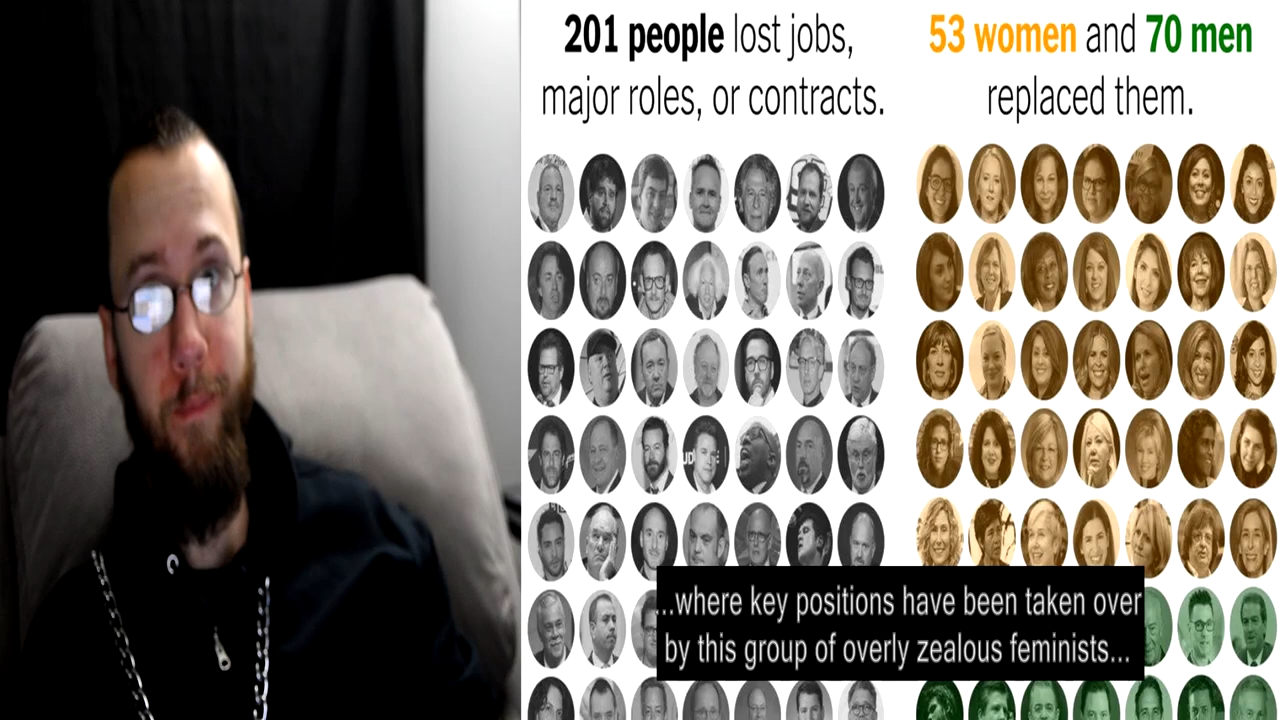 201 people lost jobs,
major roles, or contracts.
53 women and 70 men
replaced them.
...where key positions have been taken over
by this group of overly zealous feminists...